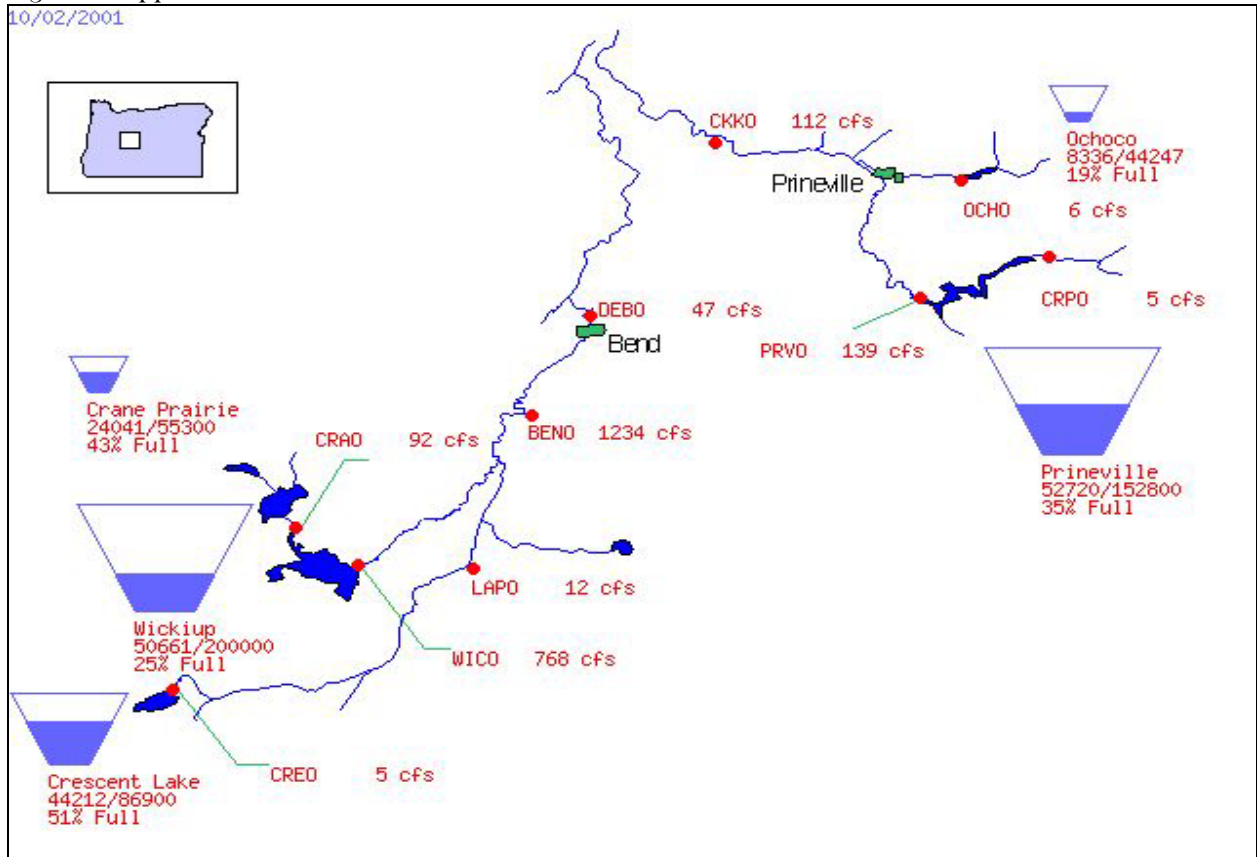 10/02/2001
CKKO 112 cfs
Ochoco
8336/44247
19% Full
Prineville
OCHO 6 cfs
CRPO 5 cfs
DEBO 47 cfs
Bend
PRVO 139 cfs
Crane Prairie
24041/55300
43% Full
CRAO 92 cfs
BENO 1234 cfs
Prineville
52720/152800
35% Full
LAPO 12 cfs
Wickiup
50661/200000
25% Full
WICO 768 cfs
CREO 5 cfs
Crescent Lake
44212/86900
51% Full